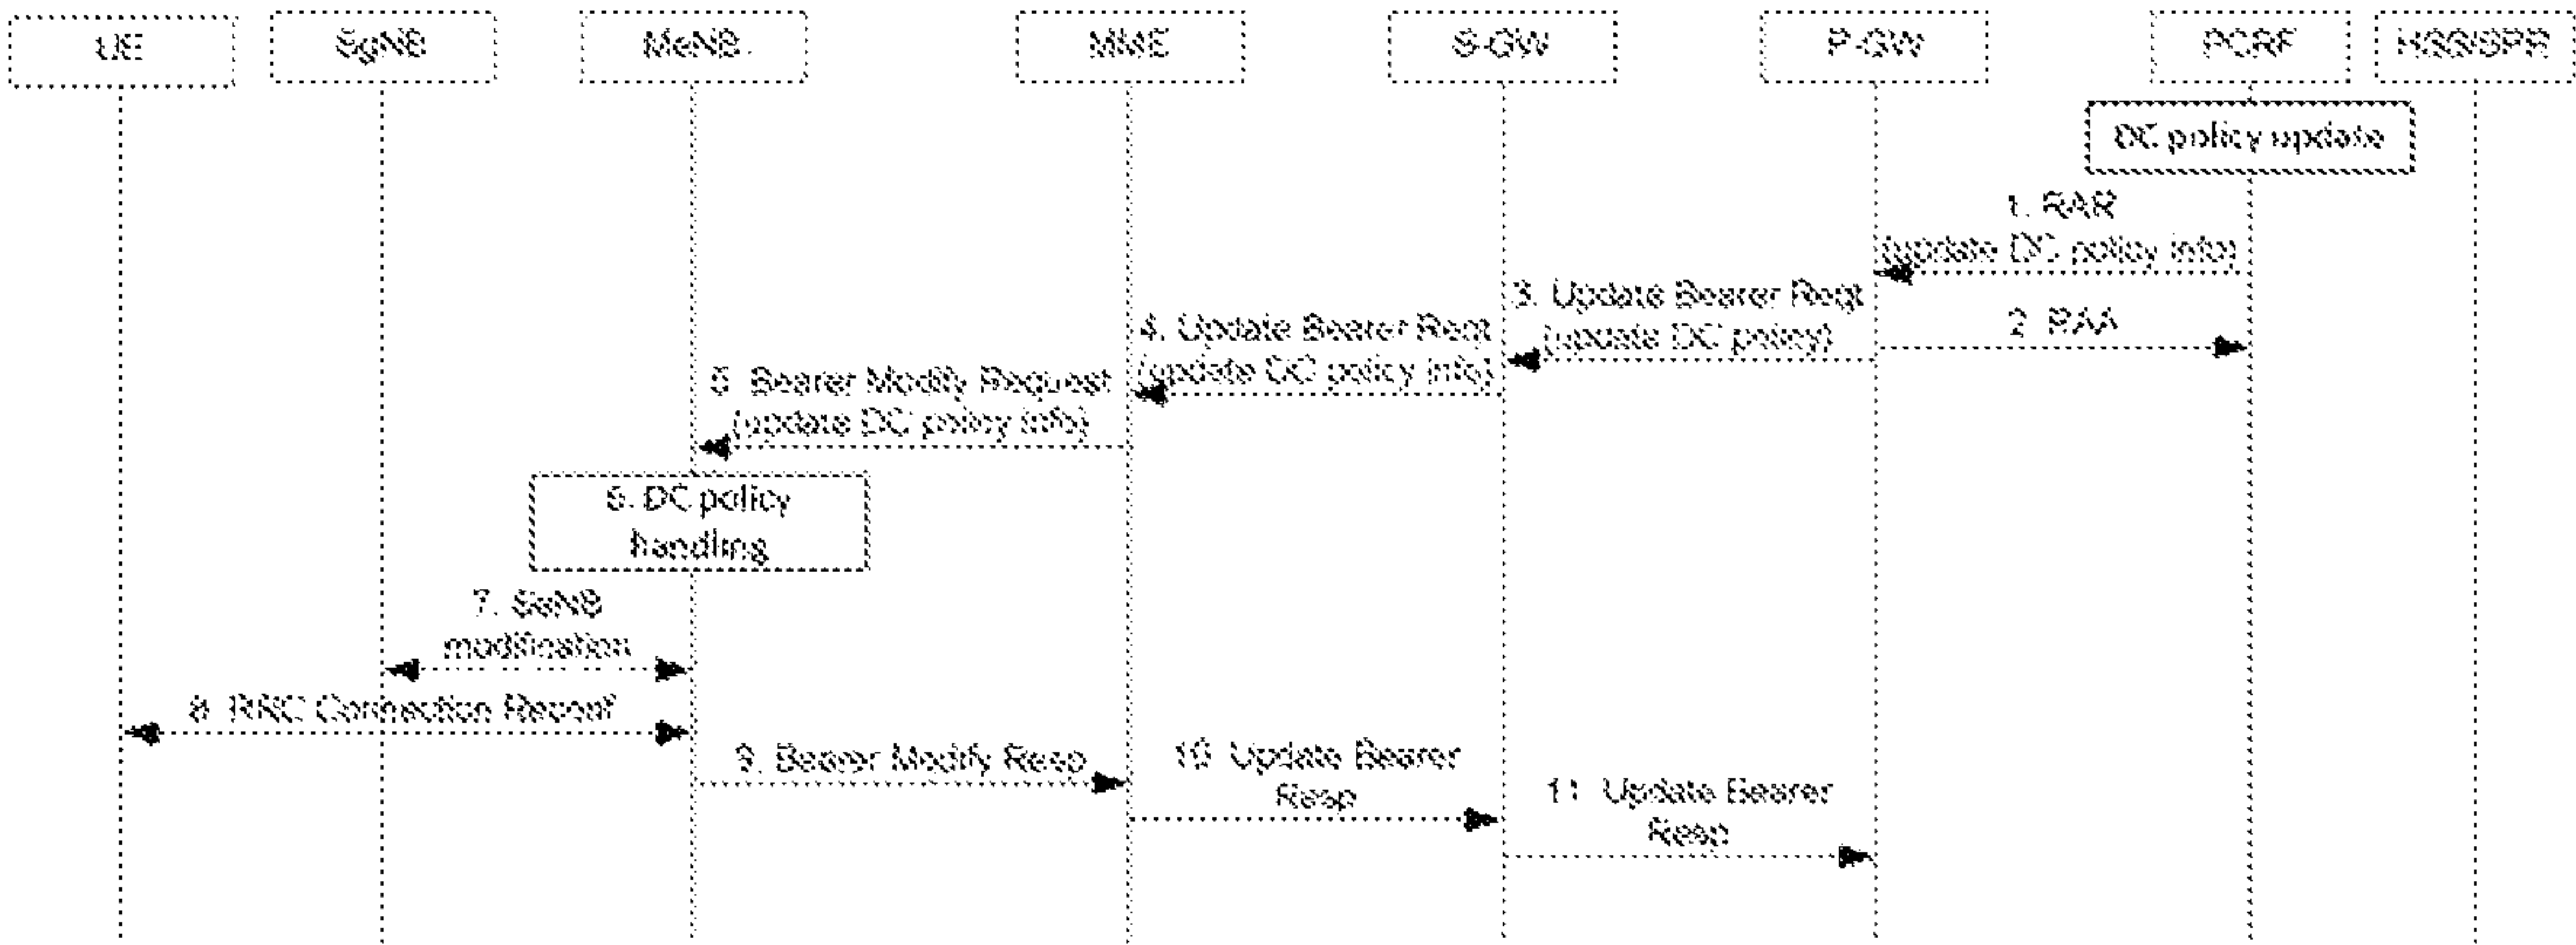 UE
SgNB
MeNB
MME
S-GW
P-GW
PCRF
HSS/SPR
DC policy update
1. RAR
(update DC policy info)
3. Update Bearer Reqt
(update DC policy)
2. RAA
4. Update Bearer Reqt
(update DC policy info)
5. Bearer Modify Request
(update DC policy info)
6. DC policy
handling
7. SeNB
modification
8. RRC Connection Reconf
9. Bearer Modify Resp
10. Update Bearer
Resp
11. Update Bearer
Resp